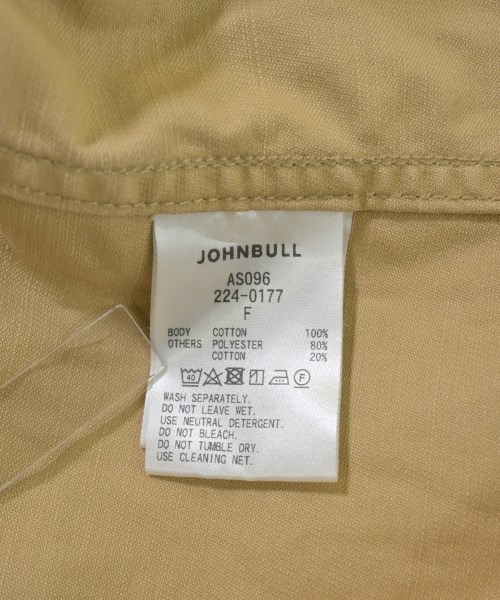 JOHNBULL
AS096
224-0177
F
BODY COTTON 100%
OTHERS POLYESTER 80%
COTTON 20%
40 F
WASH SEPARATELY.
DO NOT LEAVE WET.
USE NEUTRAL DETERGENT.
DO NOT BLEACH.
DO NOT TUMBLE DRY.
USE CLEANING NET.